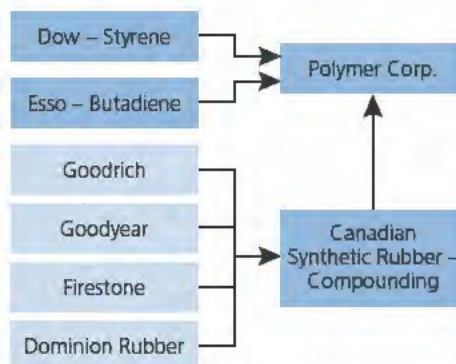 Dow – Styrene
Esso – Butadiene
Polymer Corp.
Goodrich
Goodyear
Firestone
Dominion Rubber
Canadian
Synthetic Rubber –
Compounding